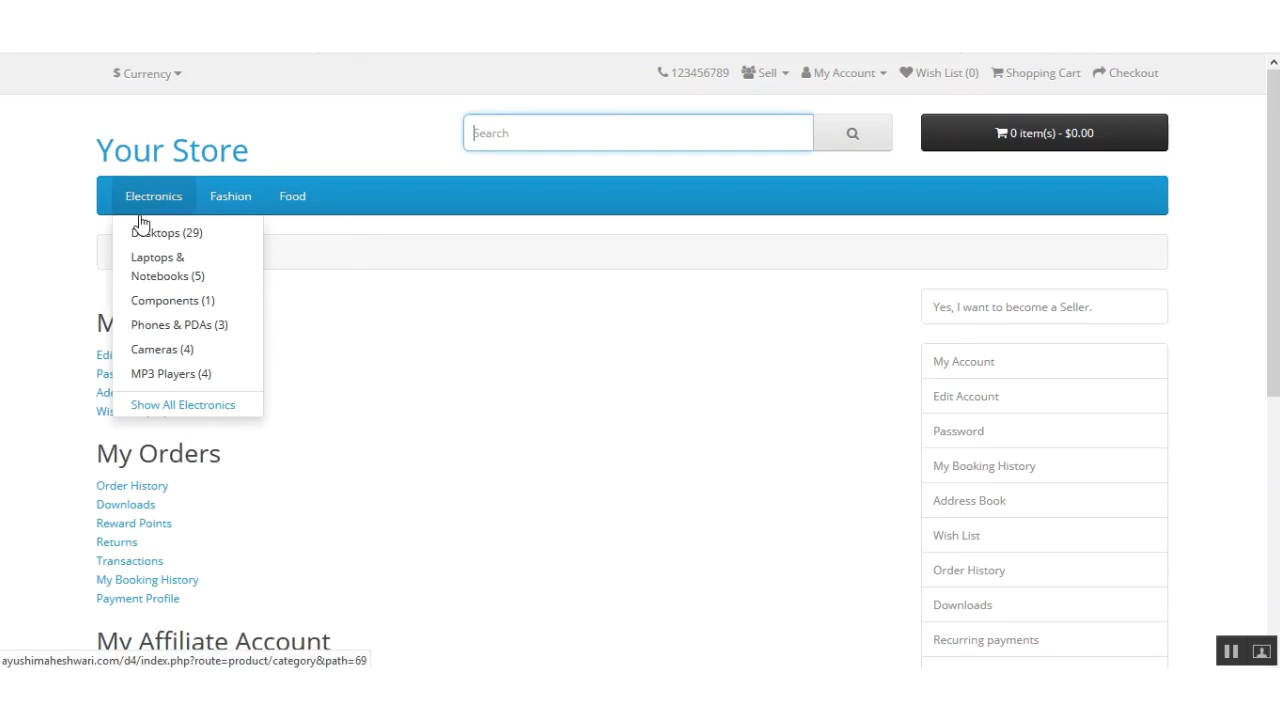 $ Currency
123456789
Sell
My Account
Wish List (0)
Shopping Cart
Checkout
Your Store
Search
0 item(s) - $0.00
Electronics
Fashion
Food
Desktops (29)
Laptops &
Notebooks (5)
Components (1)
Phones & PDAs (3)
Cameras (4)
MP3 Players (4)
Show All Electronics
My Orders
Order History
Downloads
Reward Points
Returns
Transactions
My Booking History
Payment Profile
My Affiliate Account
Yes, I want to become a Seller.
My Account
Edit Account
Password
My Booking History
Address Book
Wish List
Order History
Downloads
Recurring payments
ayushimaheshwari.com/d4/index.php?route=product/category&path=69